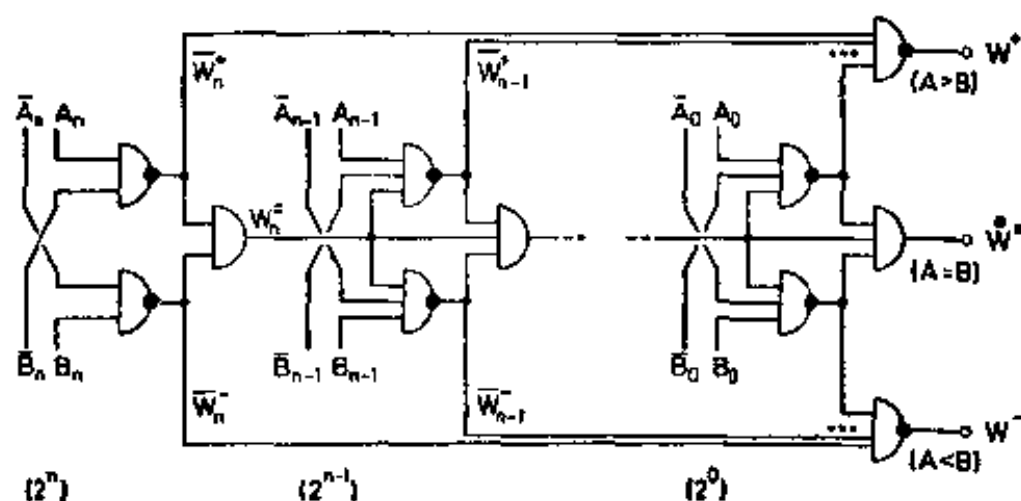 W̄ₙ⁺ W̄ₙ₋₁⁺ ... W⁺
(A>B)
Āₙ Aₙ Āₙ₋₁ Aₙ₋₁ Ā₀ A₀
Wₙ⁼ W⁼
(A=B)
B̄ₙ Bₙ B̄ₙ₋₁ Bₙ₋₁ B̄₀ B₀
W̄ₙ⁻ W̄ₙ₋₁⁻ ... W⁻
(A<B)
(2ⁿ) (2ⁿ⁻¹) (2⁰)